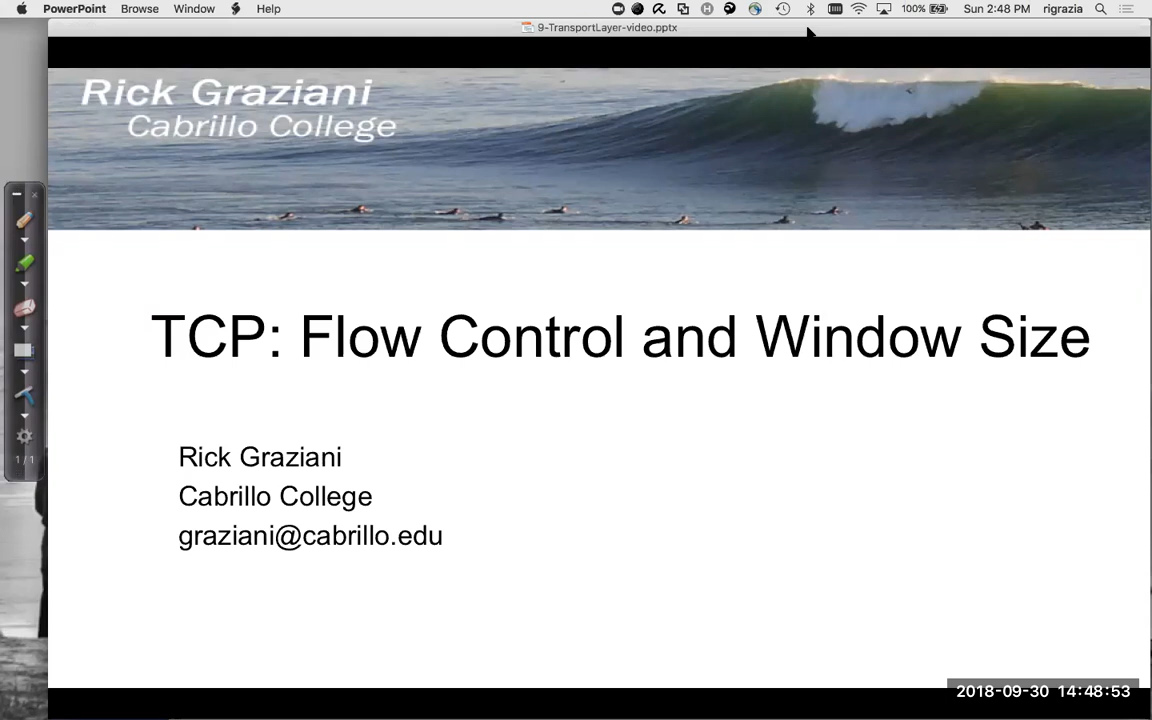 PowerPoint Browse Window Help 100% Sun 2:48 PM rigrazia
9-TransportLayer-video.pptx
Rick Graziani
Cabrillo College
TCP: Flow Control and Window Size
Rick Graziani
Cabrillo College
graziani@cabrillo.edu
1 / 1
2018-09-30 14:48:53